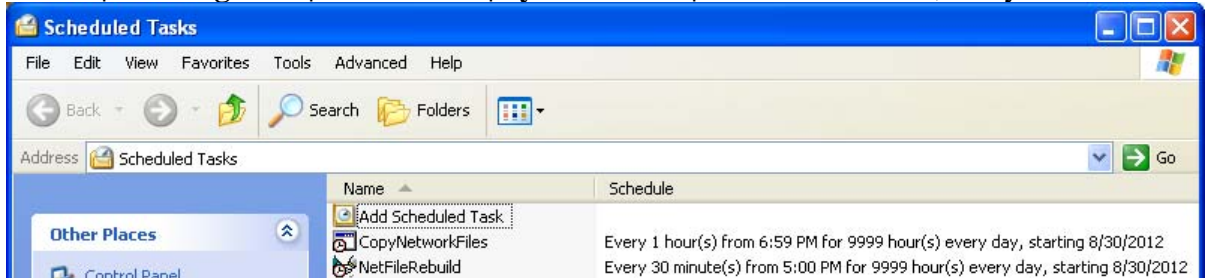 Scheduled Tasks
File Edit View Favorites Tools Advanced Help
Back Search Folders
Address Scheduled Tasks Go
Name Schedule
Other Places
Add Scheduled Task
CopyNetworkFiles Every 1 hour(s) from 6:59 PM for 9999 hour(s) every day, starting 8/30/2012
Control Panel
NetFileRebuild Every 30 minute(s) from 5:00 PM for 9999 hour(s) every day, starting 8/30/2012